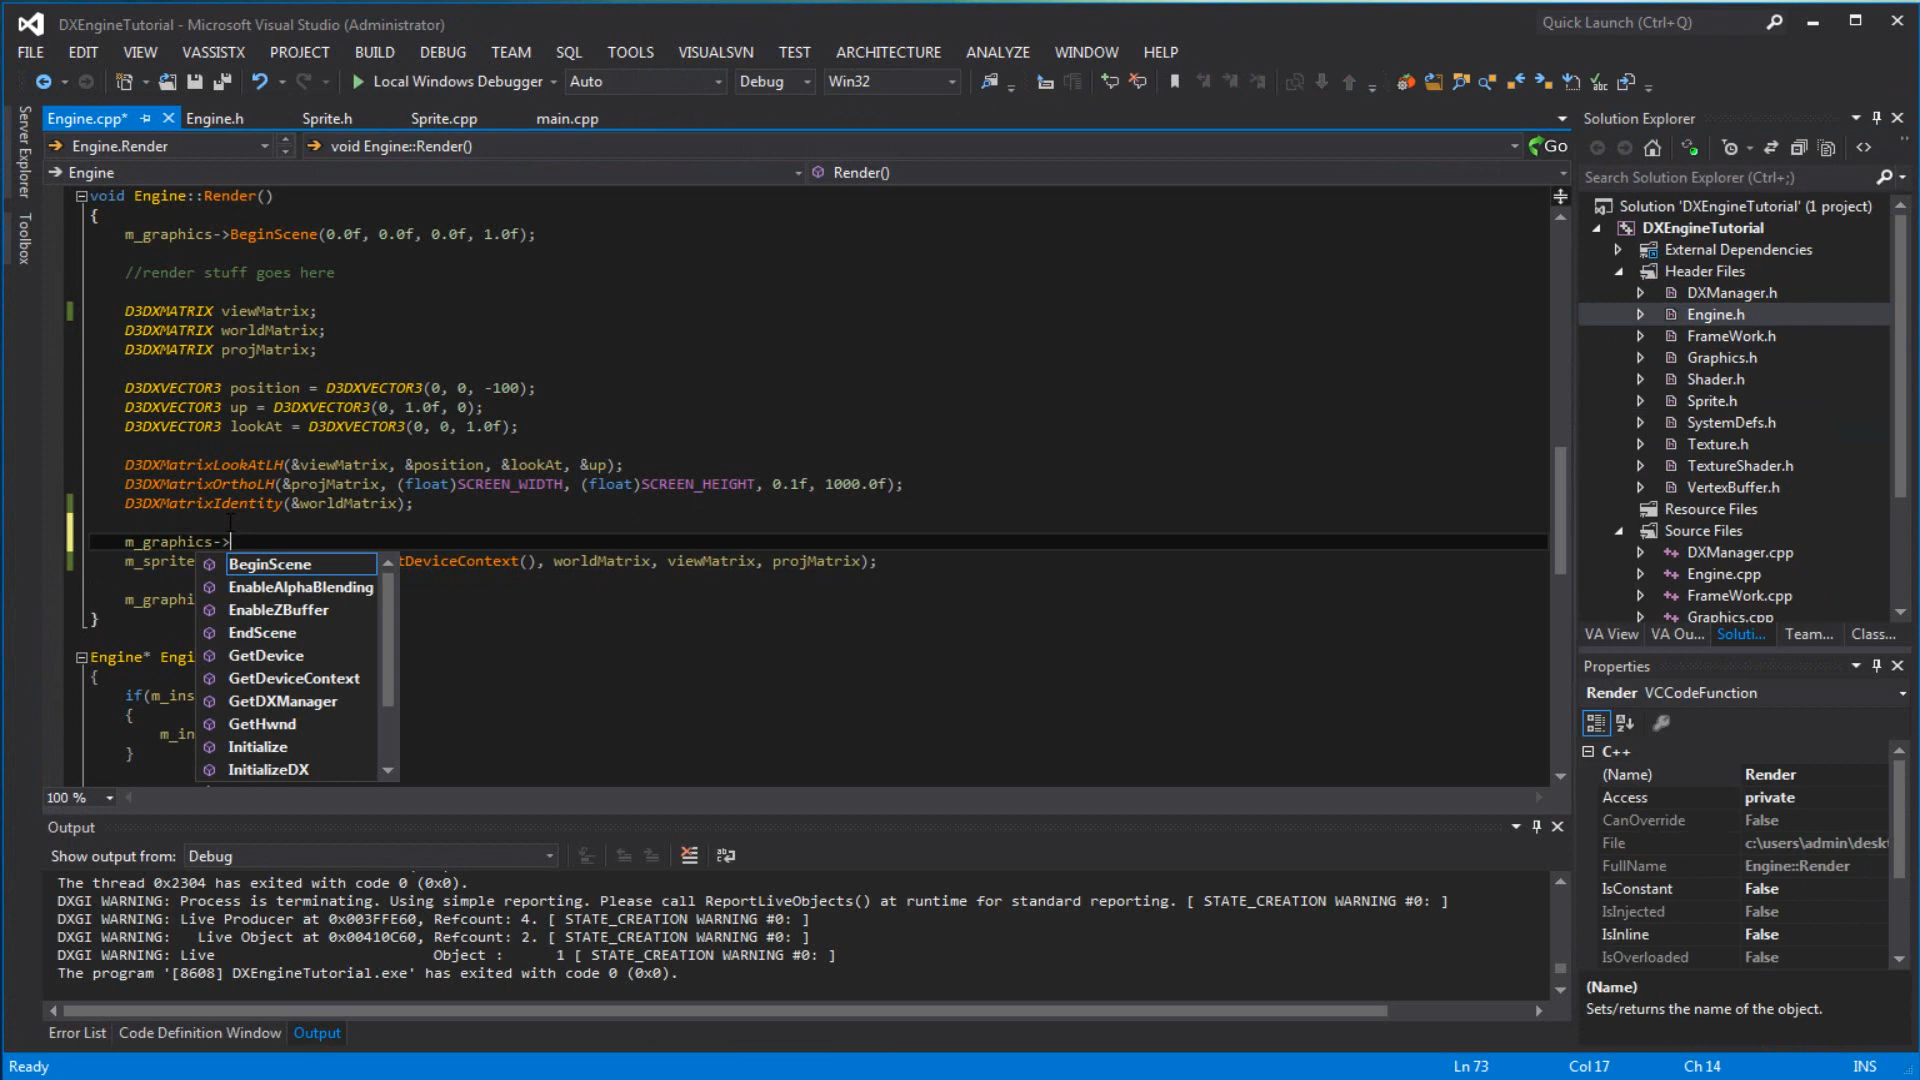 DXEngineTutorial - Microsoft Visual Studio (Administrator)
Quick Launch (Ctrl+Q)
FILE EDIT VIEW VASSISTX PROJECT BUILD DEBUG TEAM SQL TOOLS VISUALSVN TEST ARCHITECTURE ANALYZE WINDOW HELP
Local Windows Debugger Auto Debug Win32
Server Explorer
Toolbox
Engine.cpp* Engine.h Sprite.h Sprite.cpp main.cpp
Engine.Render void Engine::Render() Go
Engine Render()
void Engine::Render()
{
m_graphics->BeginScene(0.0f, 0.0f, 0.0f, 1.0f);
//render stuff goes here
D3DXMATRIX viewMatrix;
D3DXMATRIX worldMatrix;
D3DXMATRIX projMatrix;
D3DXVECTOR3 position = D3DXVECTOR3(0, 0, -100);
D3DXVECTOR3 up = D3DXVECTOR3(0, 1.0f, 0);
D3DXVECTOR3 lookAt = D3DXVECTOR3(0, 0, 1.0f);
D3DXMatrixLookAtLH(&viewMatrix, &position, &lookAt, &up);
D3DXMatrixOrthoLH(&projMatrix, (float)SCREEN_WIDTH, (float)SCREEN_HEIGHT, 0.1f, 1000.0f);
D3DXMatrixIdentity(&worldMatrix);
m_graphics->
m_sprite tDeviceContext(), worldMatrix, viewMatrix, projMatrix);
m_graphi
}
Engine* Engi
{
if(m_ins
{
m_in
}
BeginScene
EnableAlphaBlending
EnableZBuffer
EndScene
GetDevice
GetDeviceContext
GetDXManager
GetHwnd
Initialize
InitializeDX
100 %
Output
Show output from: Debug
The thread 0x2304 has exited with code 0 (0x0).
DXGI WARNING: Process is terminating. Using simple reporting. Please call ReportLiveObjects() at runtime for standard reporting. [ STATE_CREATION WARNING #0: ]
DXGI WARNING: Live Producer at 0x003FFE60, Refcount: 4. [ STATE_CREATION WARNING #0: ]
DXGI WARNING: Live Object at 0x00410C60, Refcount: 2. [ STATE_CREATION WARNING #0: ]
DXGI WARNING: Live Object : 1 [ STATE_CREATION WARNING #0: ]
The program '[8608] DXEngineTutorial.exe' has exited with code 0 (0x0).
Error List Code Definition Window Output
Solution Explorer
Search Solution Explorer (Ctrl+;)
Solution 'DXEngineTutorial' (1 project)
DXEngineTutorial
External Dependencies
Header Files
DXManager.h
Engine.h
FrameWork.h
Graphics.h
Shader.h
Sprite.h
SystemDefs.h
Texture.h
TextureShader.h
VertexBuffer.h
Resource Files
Source Files
DXManager.cpp
Engine.cpp
FrameWork.cpp
Graphics.cpp
VA View VA Ou... Soluti... Team... Class...
Properties
Render VCCodeFunction
C++
(Name) Render
Access private
CanOverride False
File c:\users\admin\desk
FullName Engine::Render
IsConstant False
IsInjected False
IsInline False
IsOverloaded False
(Name)
Sets/returns the name of the object.
Ready Ln 73 Col 17 Ch 14 INS